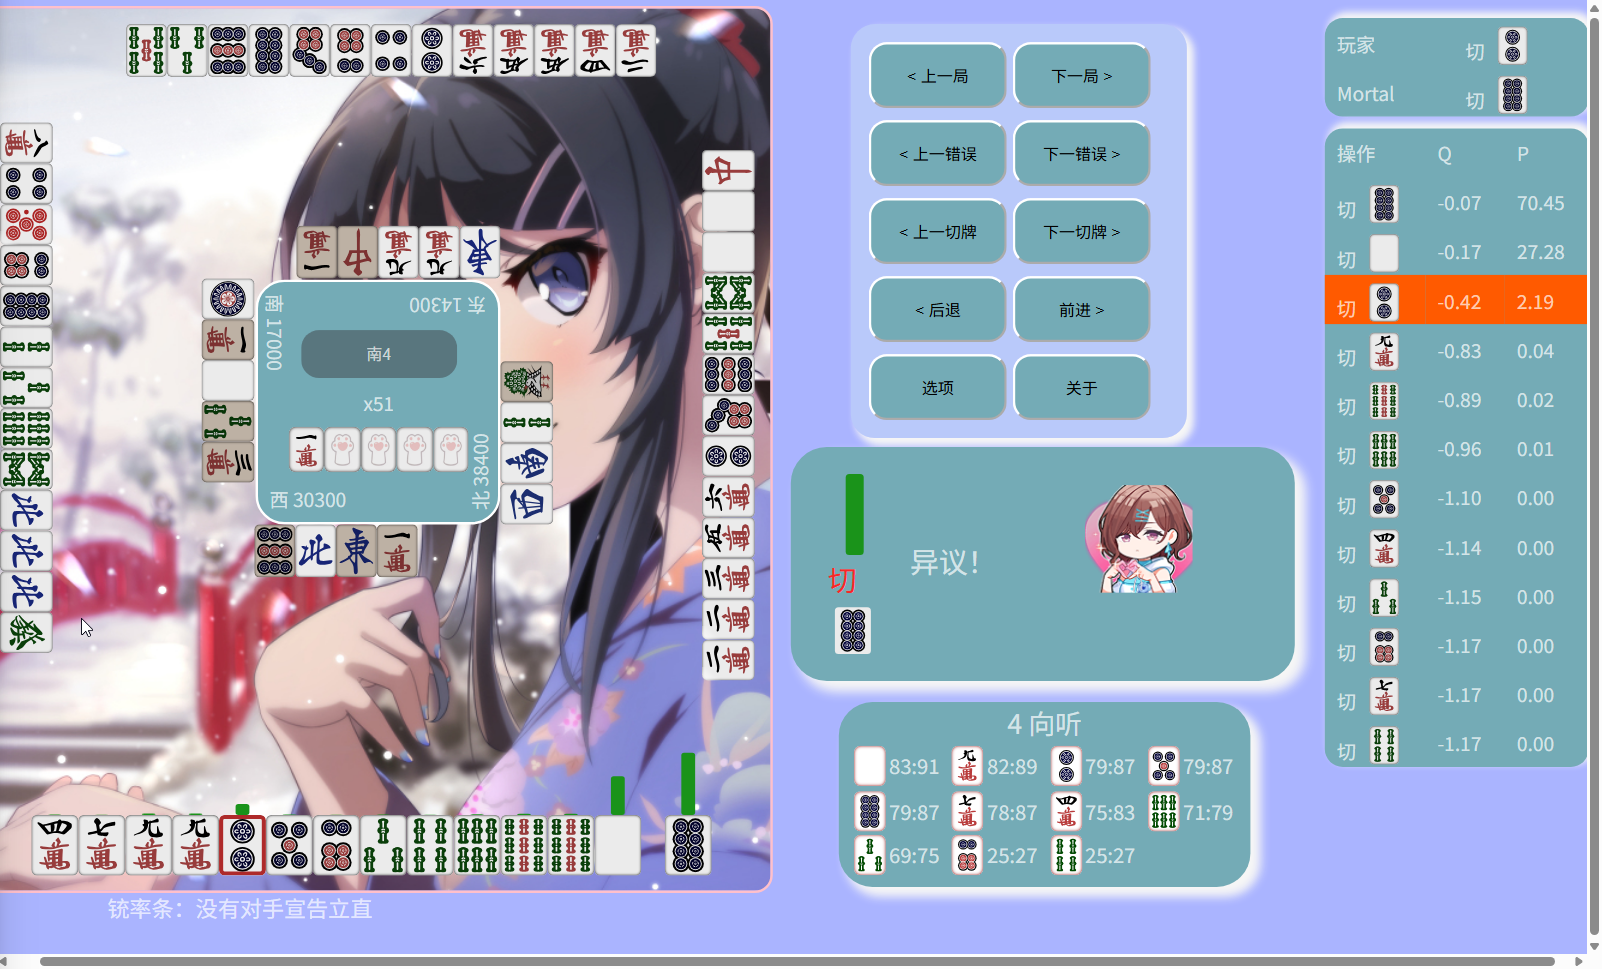 南 17000
东 14300
南4
x51
北 38400
西 30300
铳率条：没有对手宣告立直
< 上一局
下一局 >
< 上一错误
下一错误 >
< 上一切牌
下一切牌 >
< 后退
前进 >
选项
关于
切
异议！
4 向听
83:91
82:89
79:87
79:87
79:87
78:87
75:83
71:79
69:75
25:27
25:27
玩家 切
Mortal 切
操作 Q P
切 -0.07 70.45
切 -0.17 27.28
切 -0.42 2.19
切 -0.83 0.04
切 -0.89 0.02
切 -0.96 0.01
切 -1.10 0.00
切 -1.14 0.00
切 -1.15 0.00
切 -1.17 0.00
切 -1.17 0.00
切 -1.17 0.00